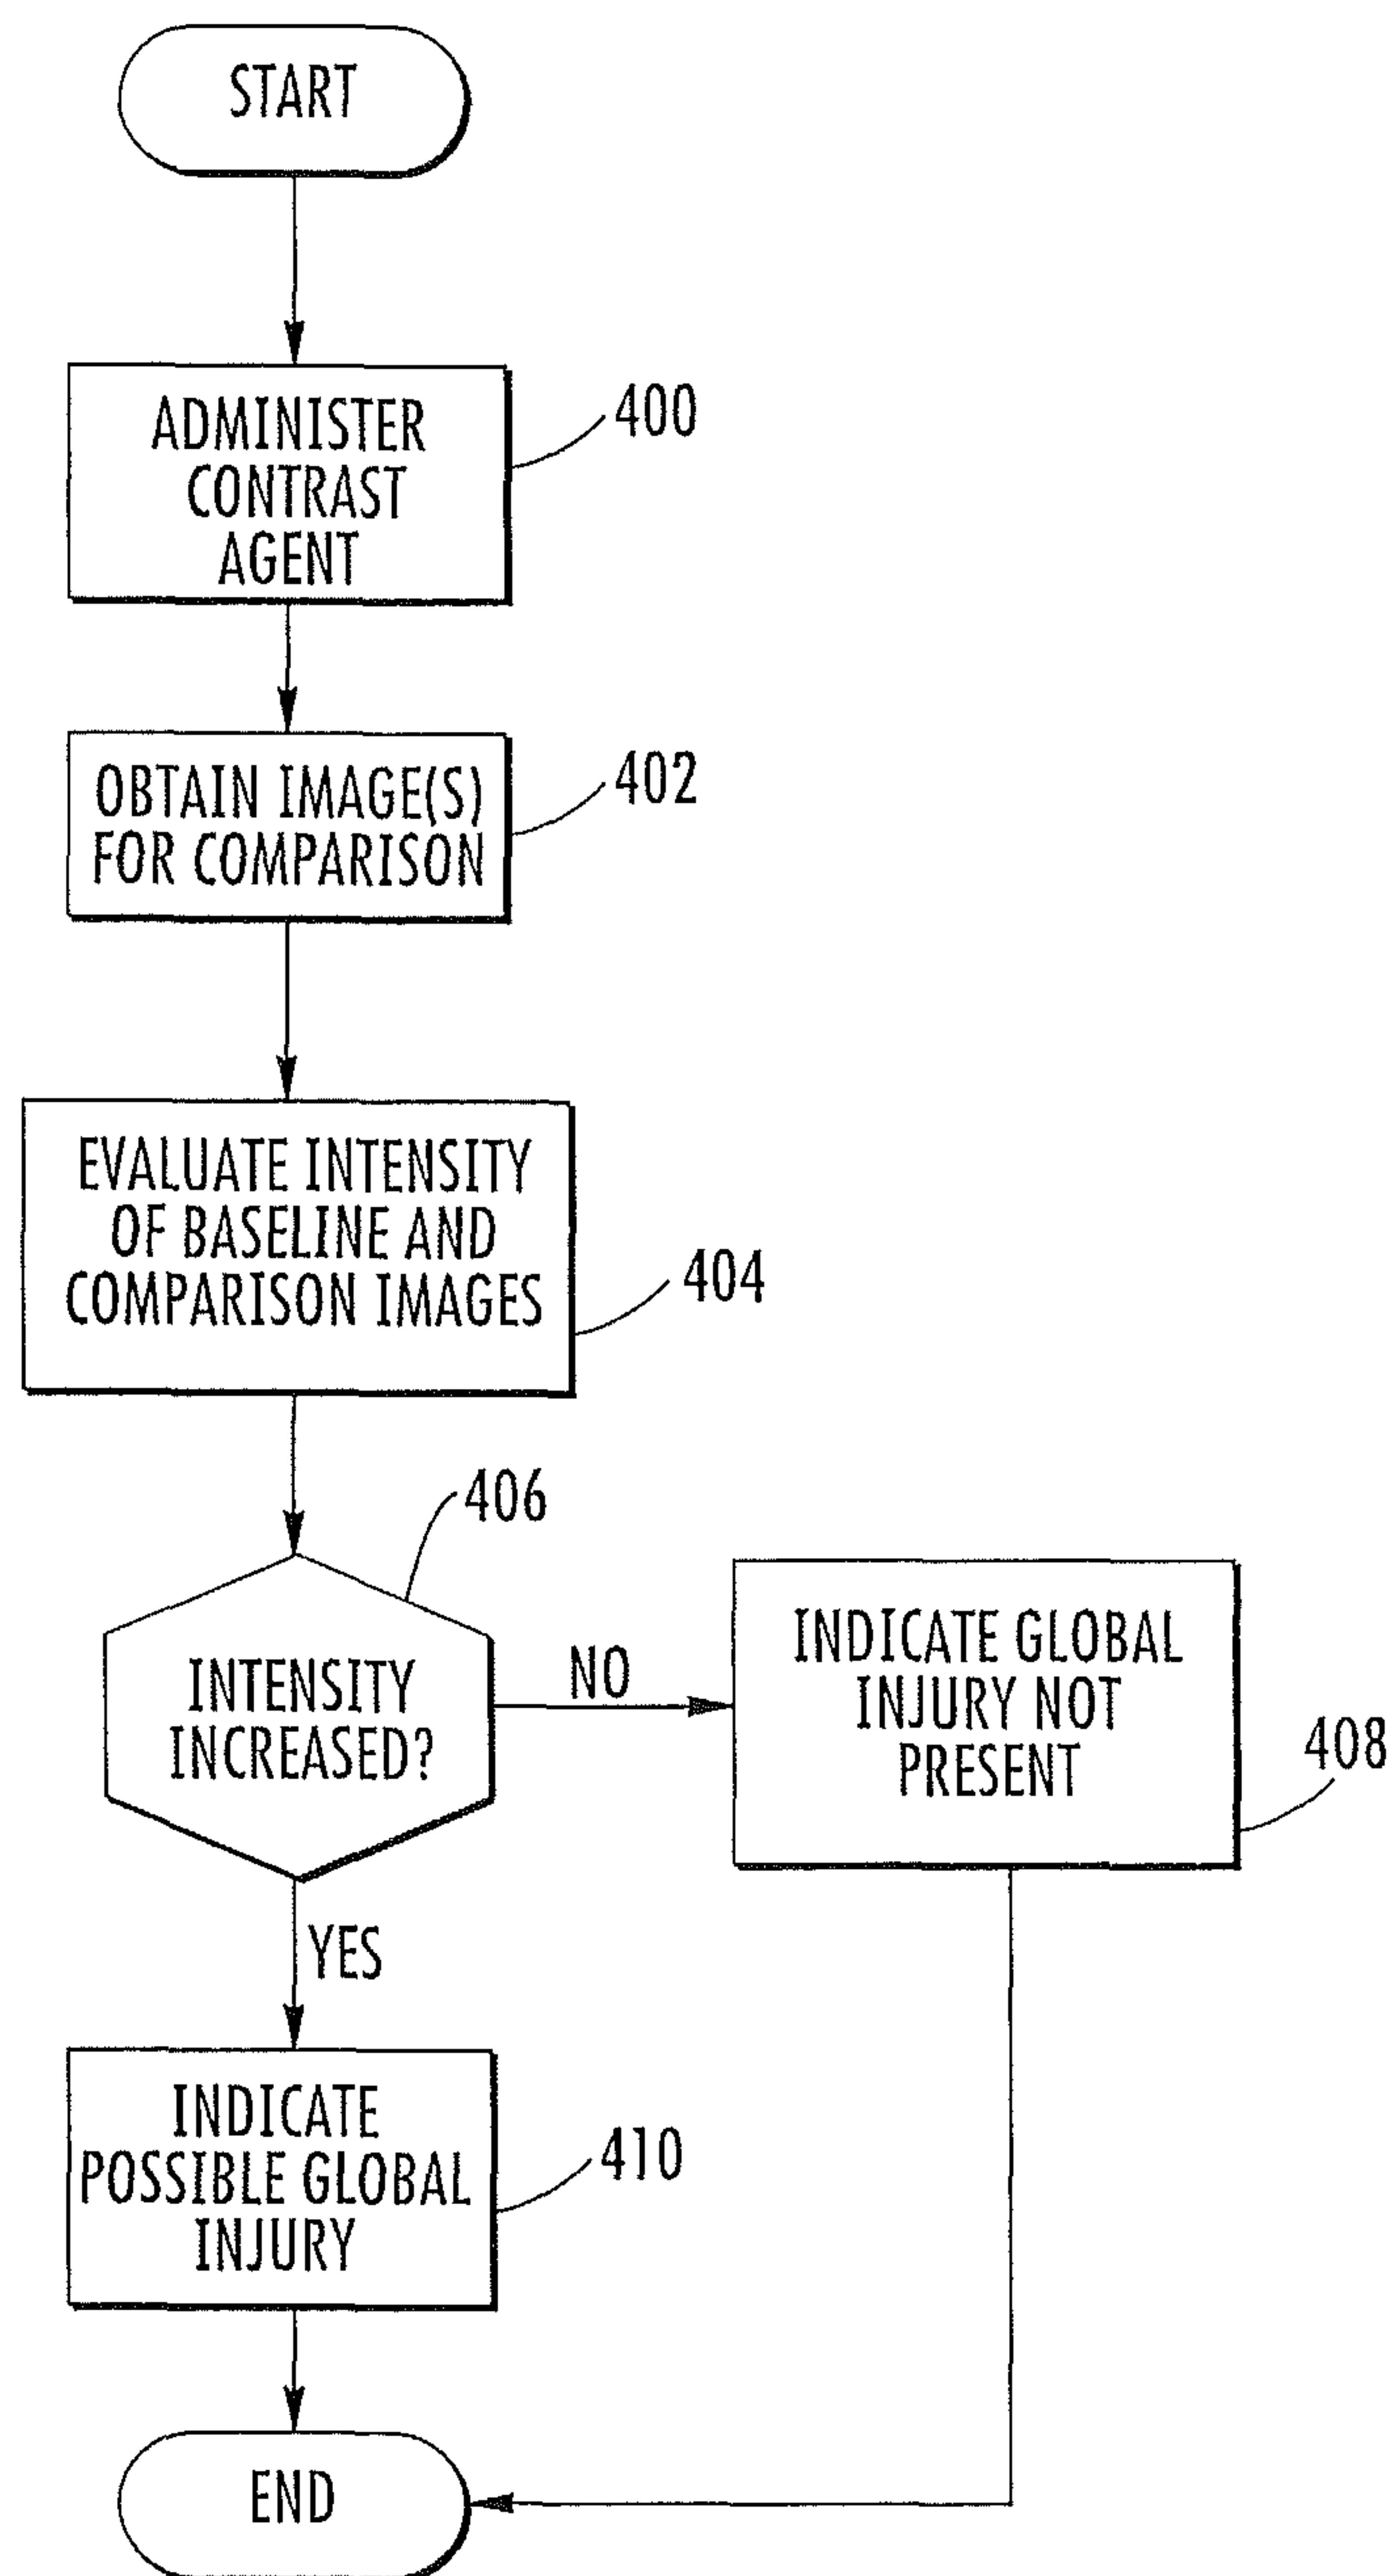 START
ADMINISTER
CONTRAST
AGENT
400
OBTAIN IMAGE(S)
FOR COMPARISON
402
EVALUATE INTENSITY
OF BASELINE AND
COMPARISON IMAGES
404
406
INTENSITY
INCREASED?
NO
INDICATE GLOBAL
INJURY NOT
PRESENT
408
YES
INDICATE
POSSIBLE GLOBAL
INJURY
410
END